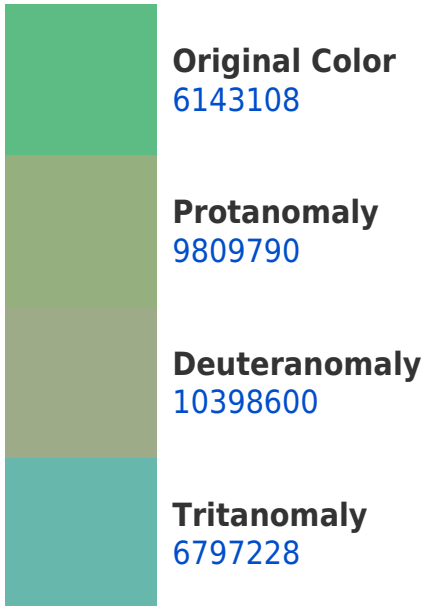 Original Color
6143108
Protanomaly
9809790
Deuteranomaly
10398600
Tritanomaly
6797228